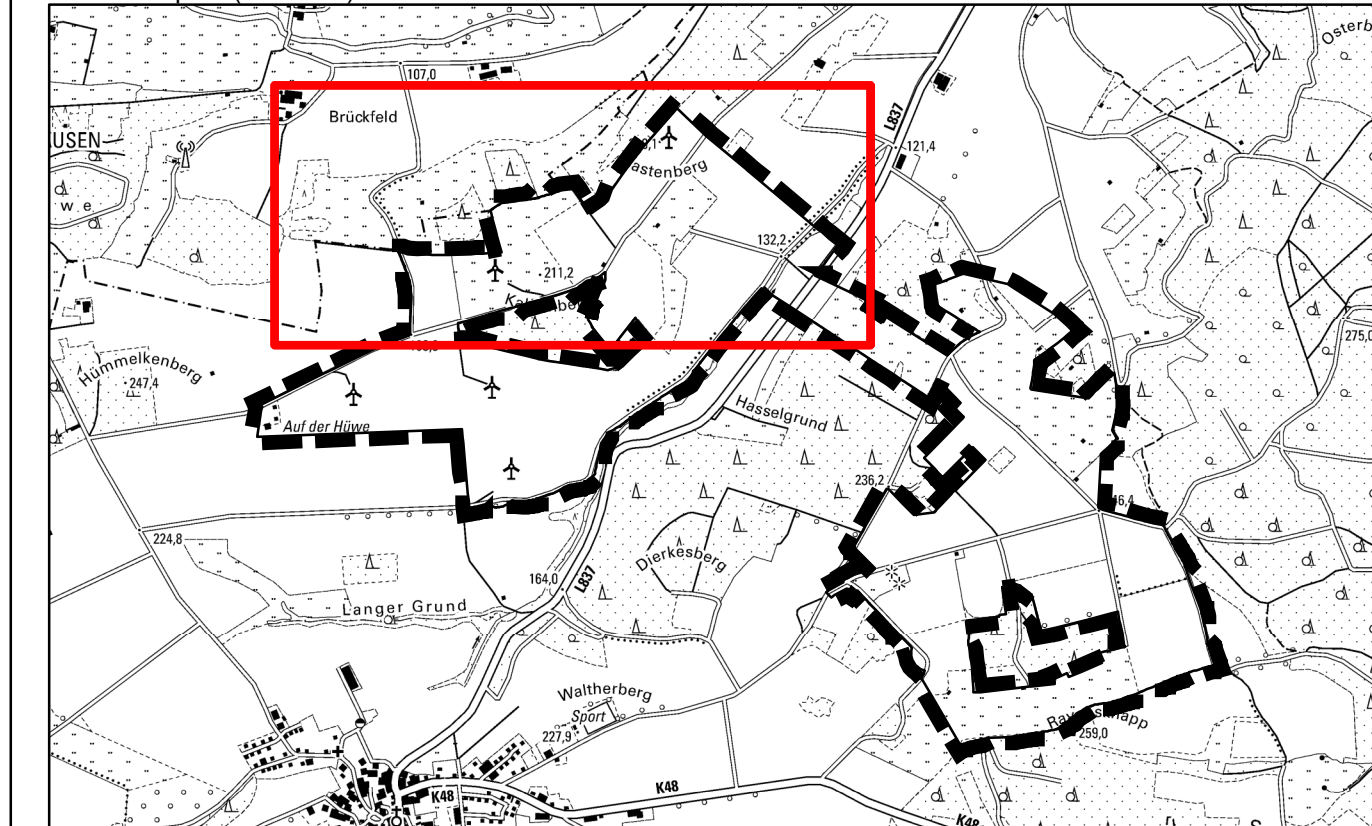 107,0
Osterb
Brückfeld
L837
USEN
121,4
astenberg
w e
132,2
211,2
275,0
Hümmelkenberg
247,4
Hasselgrund
Auf der Hüwe
236,2
46,4
224,8
Dierkesberg
164,0
L837
Langer Grund
Waltherberg
Sport
227,9
259,0
K48
K48
K48